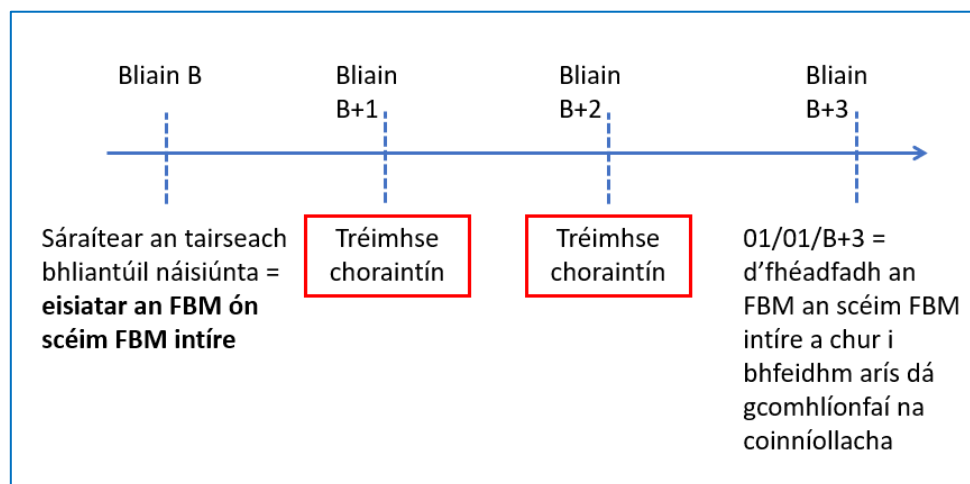 Bliain B
Bliain
B+1
Bliain
B+2
Bliain
B+3
Sáraítear an tairseach
bhliantúil náisiúnta =
eisiatar an FBM ón
scéim FBM intíre
Tréimhse
choraintín
Tréimhse
choraintín
01/01/B+3 =
d'fhéadfadh an
FBM an scéim FBM
intíre a chur i
bhfeidhm arís dá
gcomhlíonfaí na
coinníollacha